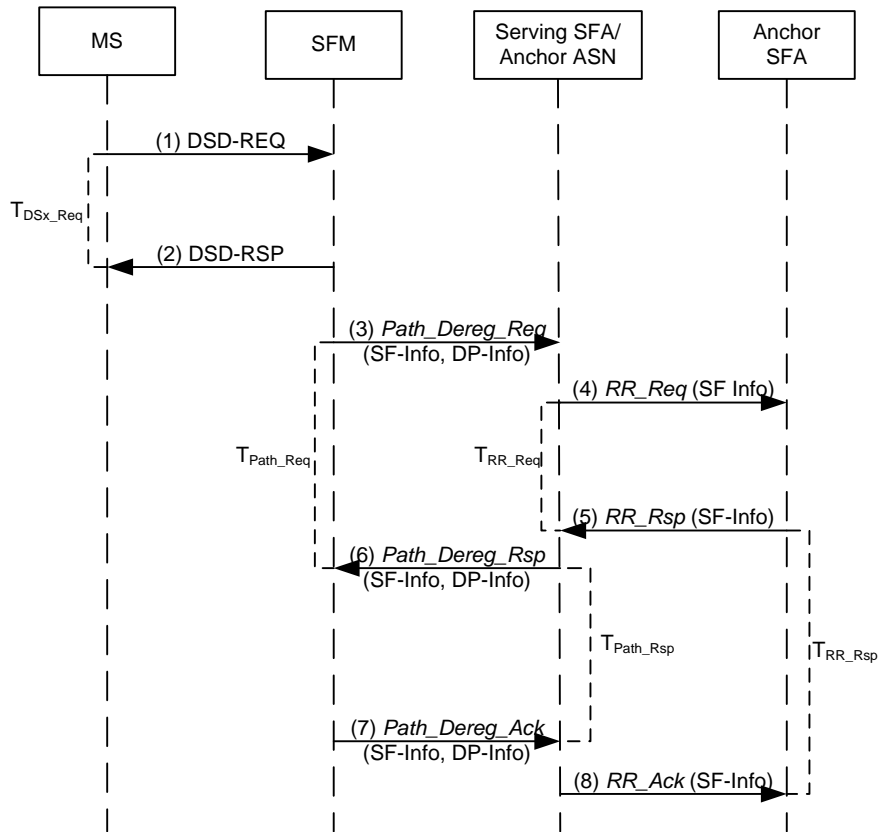 MS
SFM
Serving SFA/
Anchor ASN
Anchor
SFA
(1) DSD-REQ
TDSx_Req
(2) DSD-RSP
(3) Path_Dereg_Req
(SF-Info, DP-Info)
(4) RR_Req (SF Info)
TPath_Req
TRR_Req
(5) RR_Rsp (SF-Info)
(6) Path_Dereg_Rsp
(SF-Info, DP-Info)
TPath_Rsp
TRR_Rsp
(7) Path_Dereg_Ack
(SF-Info, DP-Info)
(8) RR_Ack (SF-Info)